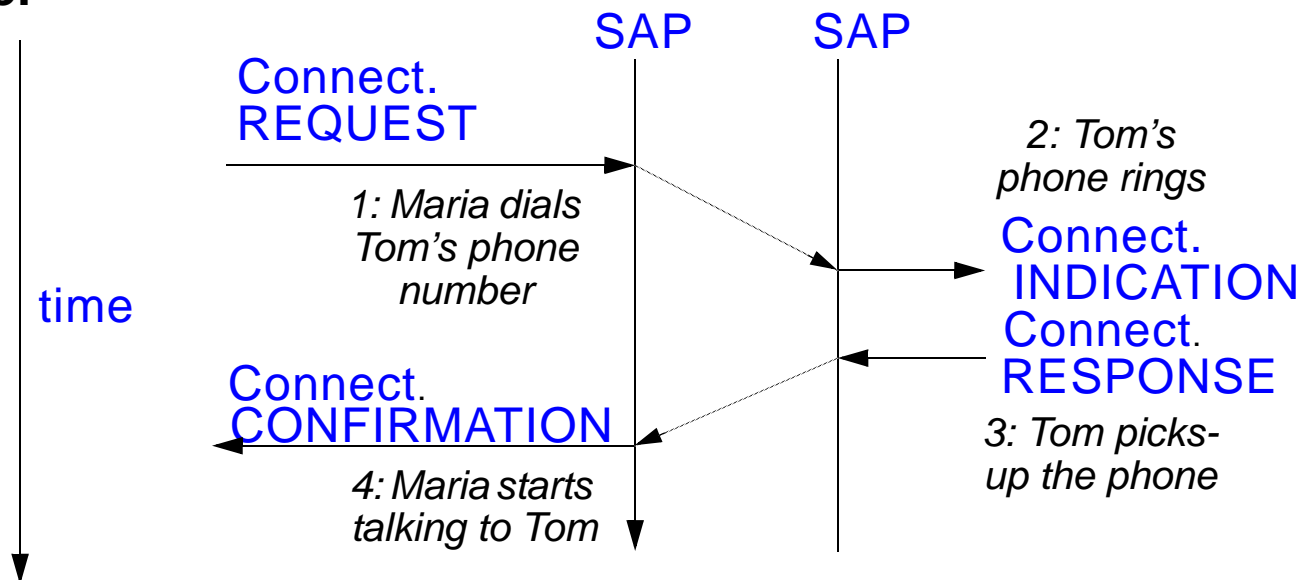 SAP SAP
Connect.
REQUEST
1: Maria dials
Tom's phone
number
2: Tom's
phone rings
Connect.
INDICATION
time
Connect.
RESPONSE
Connect.
CONFIRMATION
3: Tom picks-
up the phone
4: Maria starts
talking to Tom